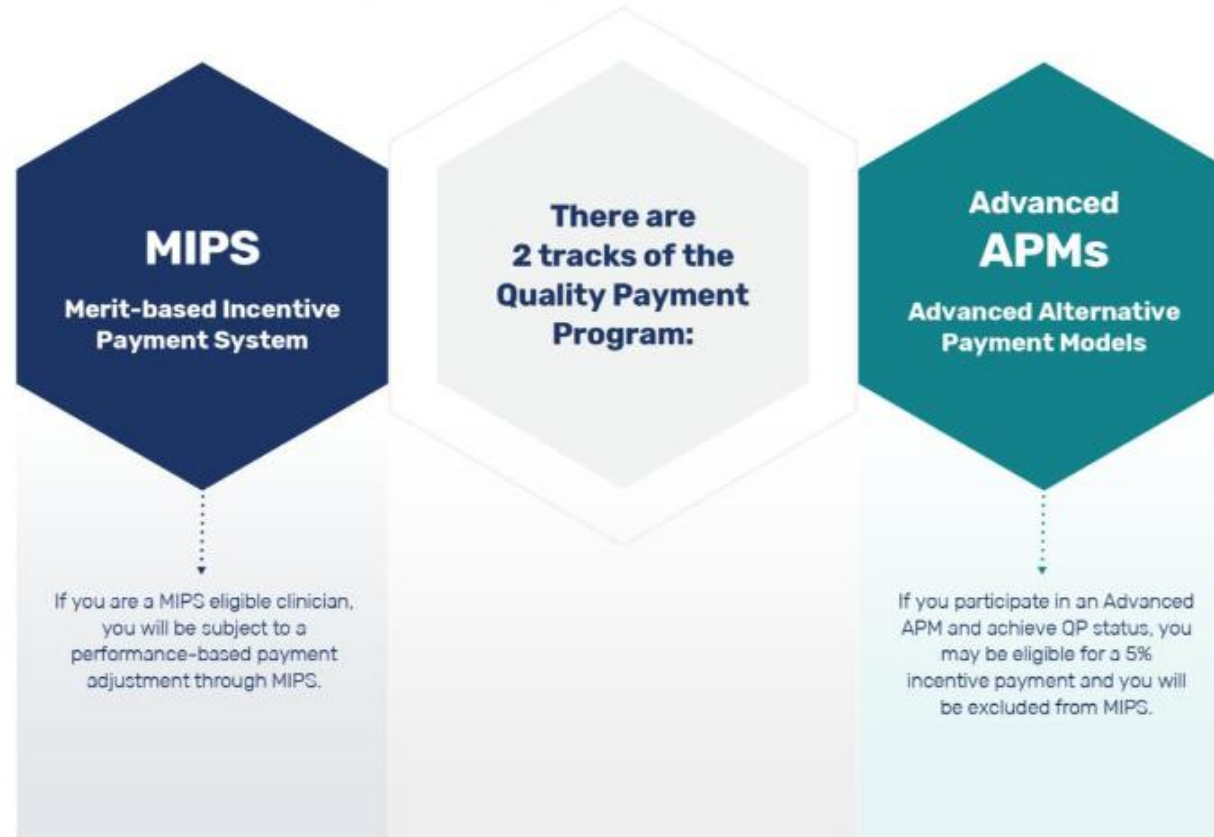 MIPS
Merit-based Incentive
Payment System
There are
2 tracks of the
Quality Payment
Program:
Advanced
APMs
Advanced Alternative
Payment Models
If you are a MIPS eligible clinician,
you will be subject to a
performance-based payment
adjustment through MIPS.
If you participate in an Advanced
APM and achieve QP status, you
may be eligible for a 5%
incentive payment and you will
be excluded from MIPS.